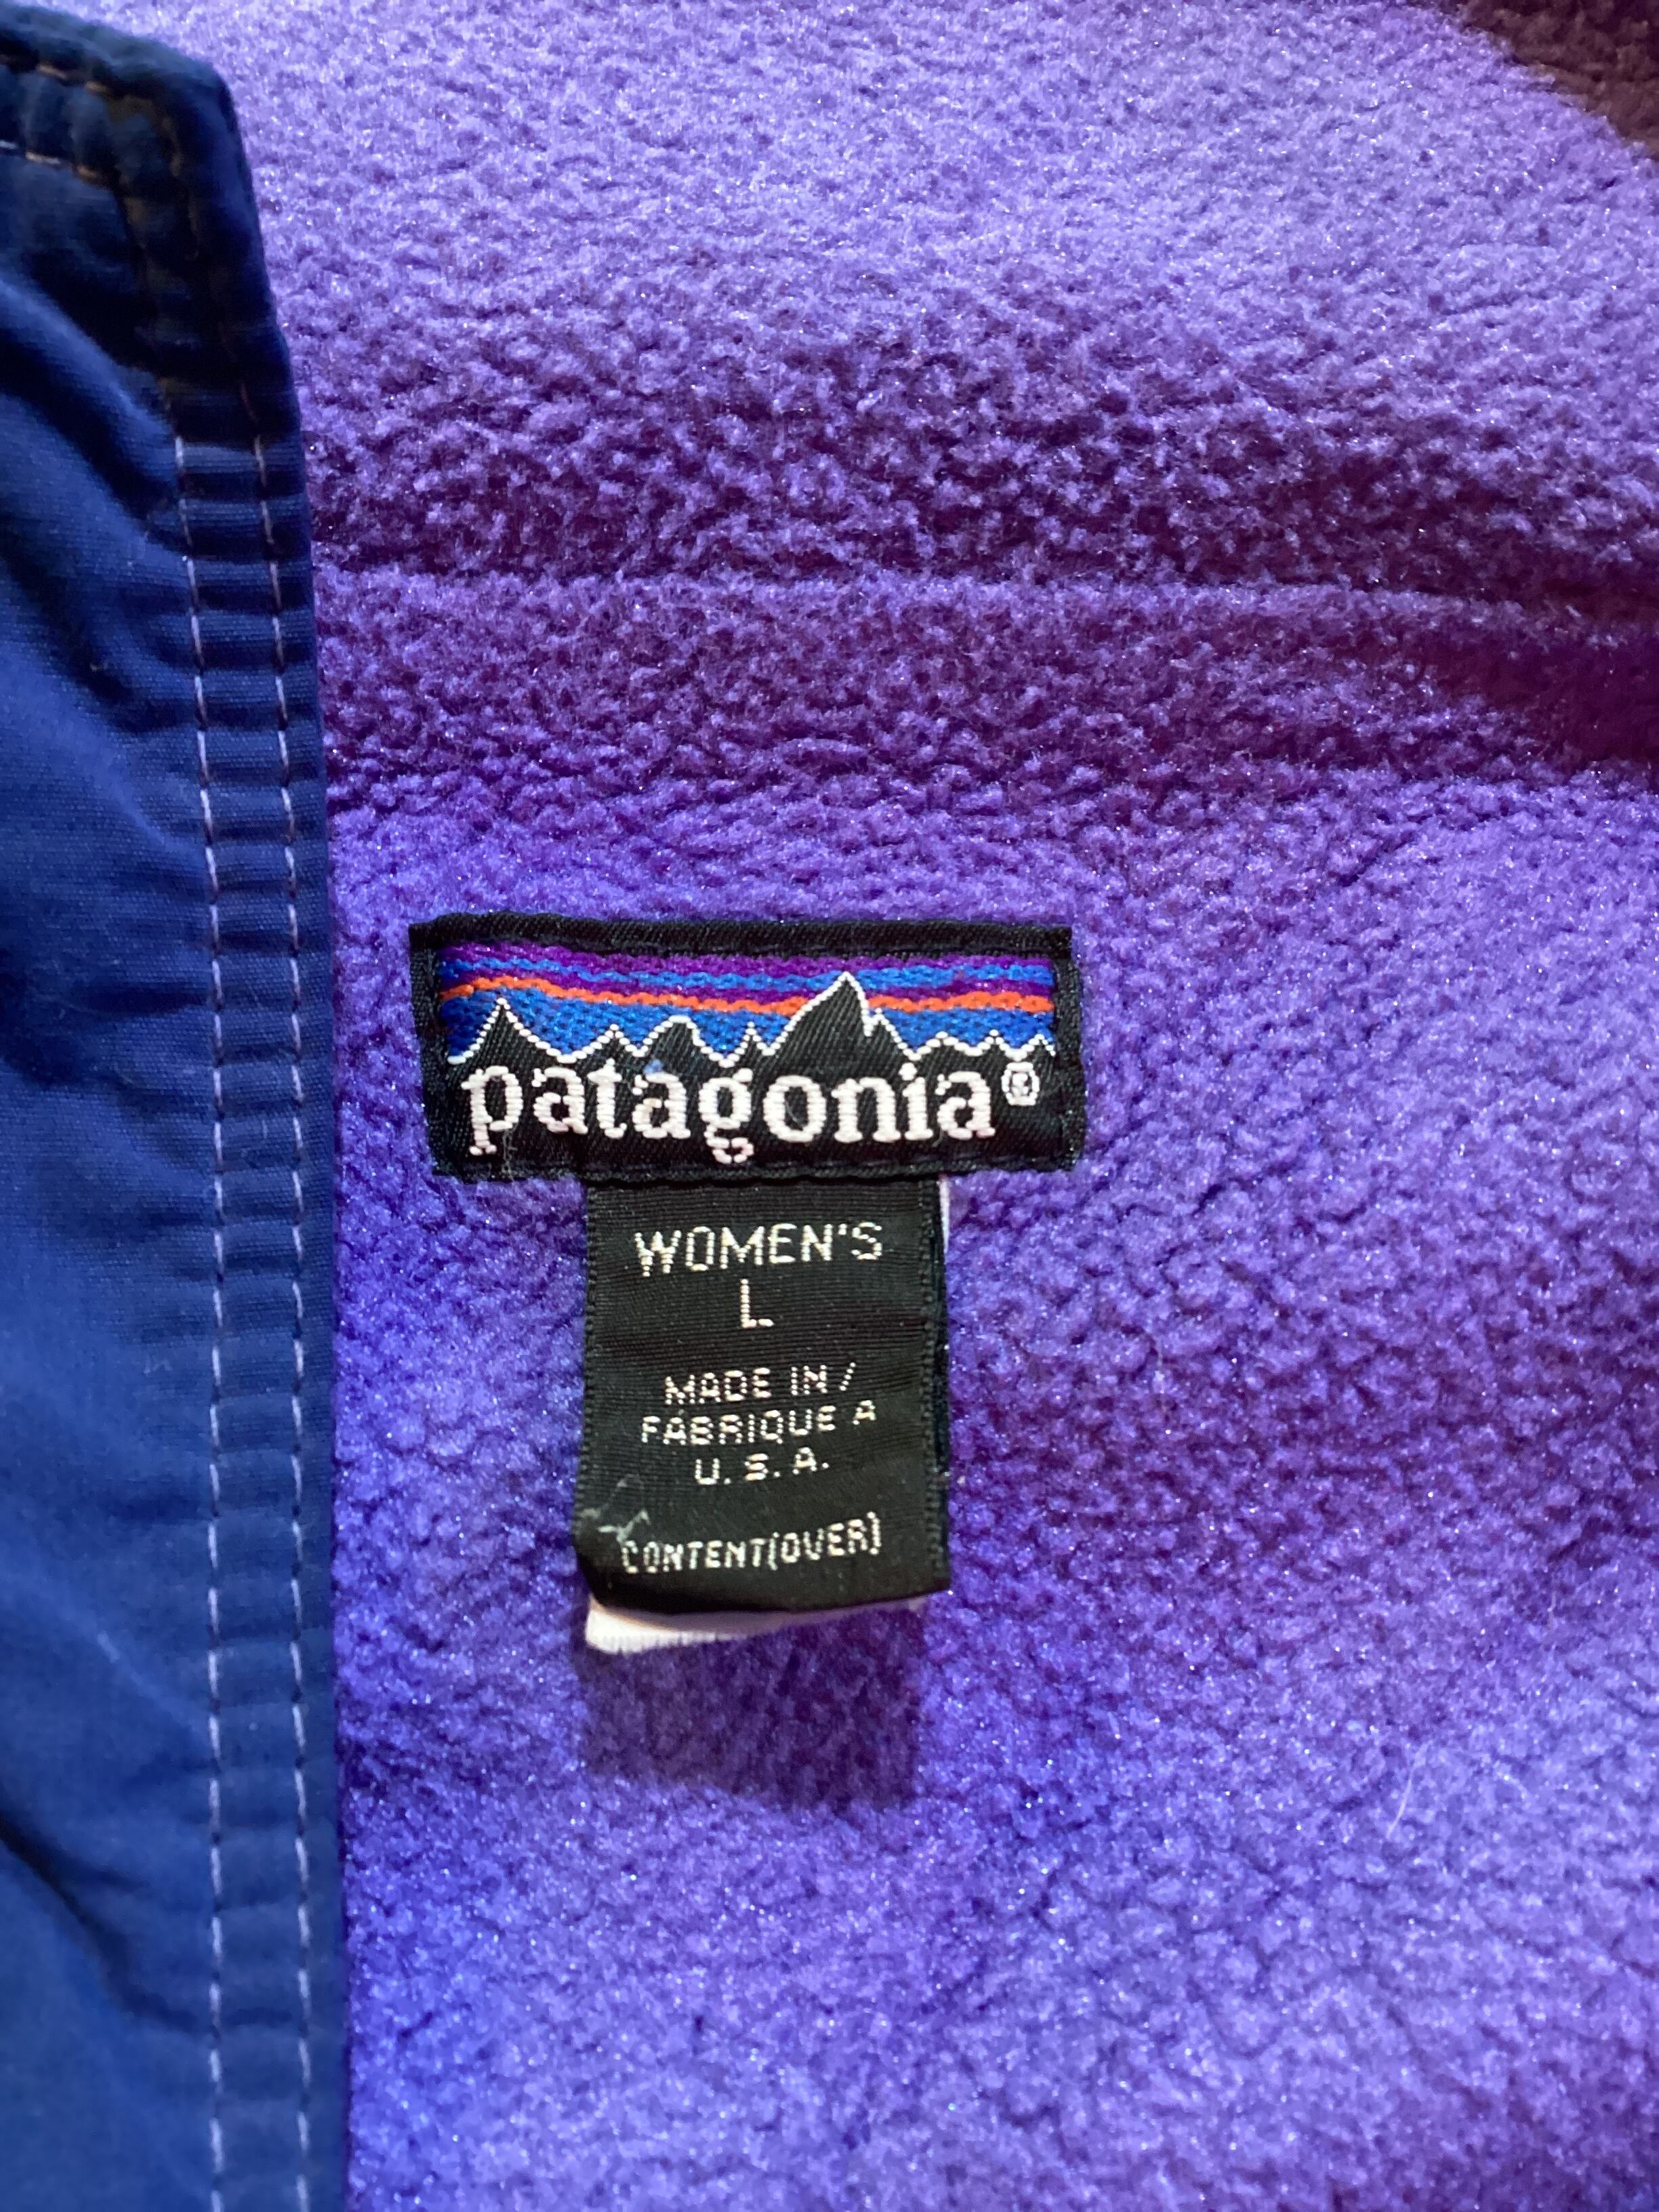 patagonia®
WOMEN'S
L
MADE IN /
FABRIQUE A
U.S.A.
CONTENT(OVER)